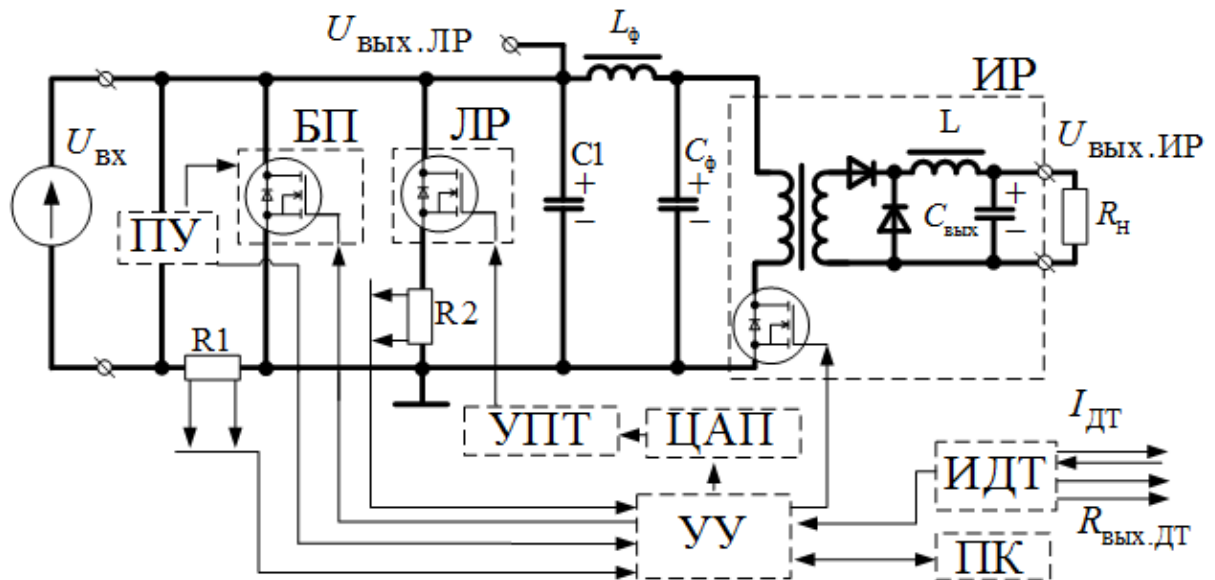 U вых.ЛР
Lф
ИР
БП
ЛР
L
U вых.ИР
Uвх
C1
+
−
Cф
+
−
Cвых
+
−
Rн
ПУ
R1
R2
УПТ
ЦАП
IДТ
ИДТ
УУ
Rвых.ДТ
ПК